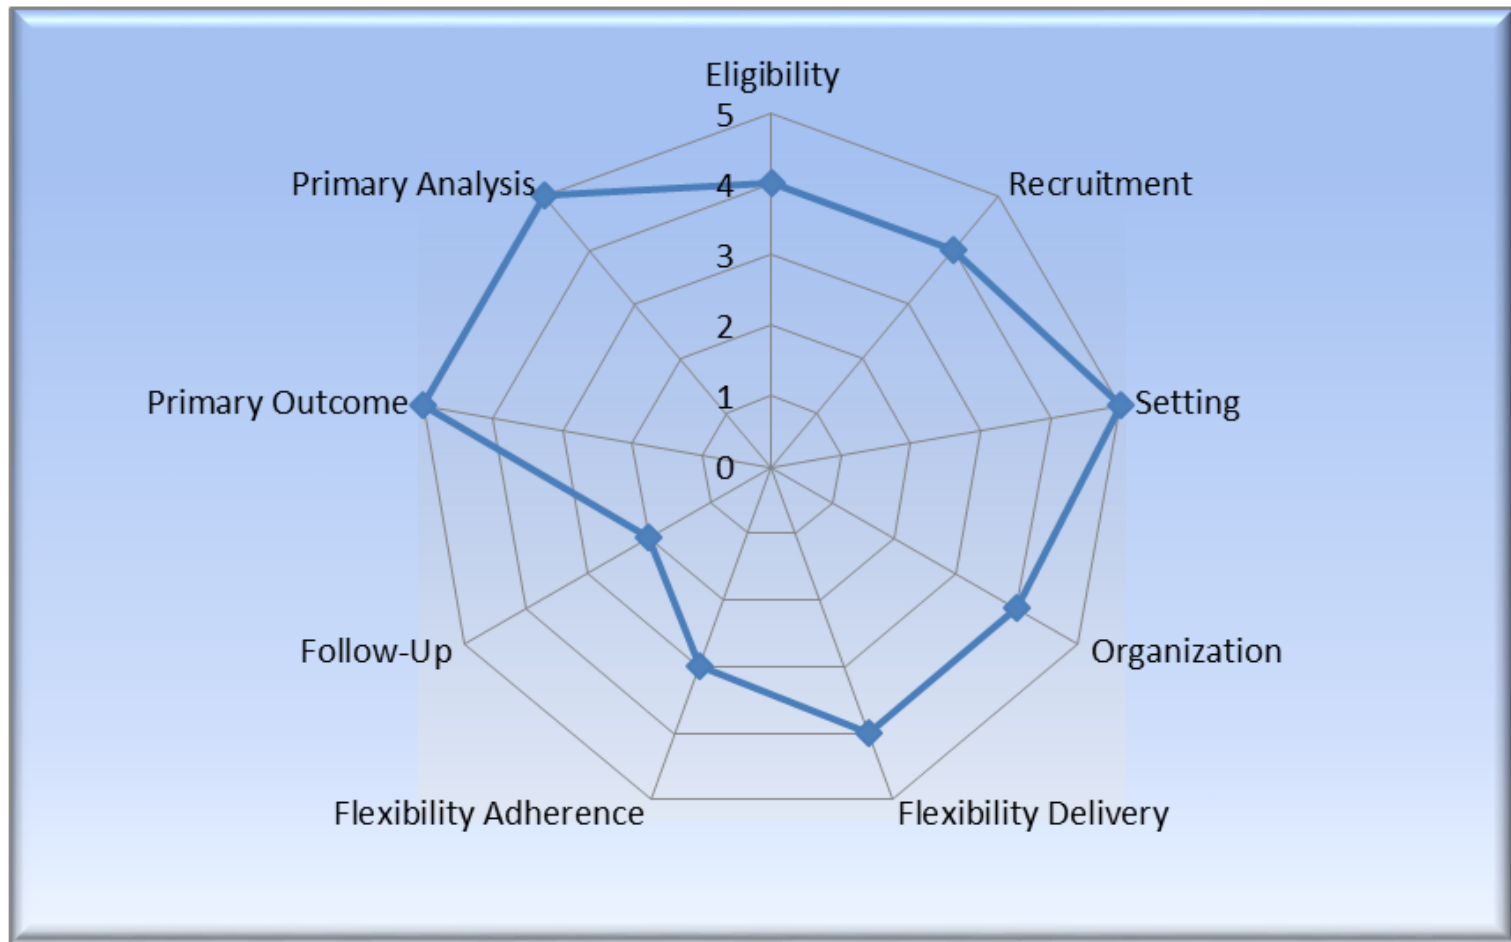 Eligibility
5
Primary Analysis
Recruitment
4
3
2
1
Primary Outcome
Setting
0
Follow-Up
Organization
Flexibility Adherence
Flexibility Delivery